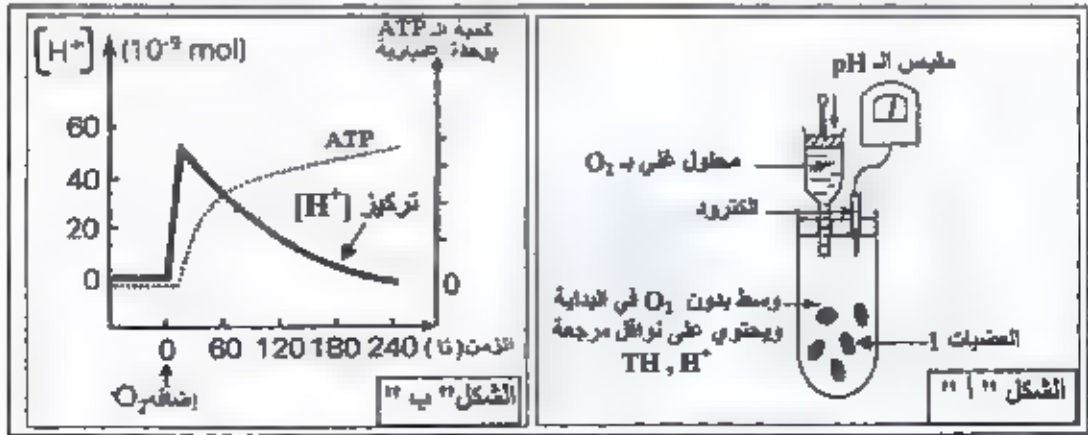 مقيس الـ pH
محلول غني بـ O₂
الكترود
وسط بدون O₂ في البداية
ويحتوي على نواقل مرجعة
TH , H⁺
العضيات 1
الشكل " أ "
[H⁺] (10⁻⁹ mol)
كمية الـ ATP
بوحدة اعتبارية
60
40
20
0
ATP
تركيز [H⁺]
0
0 60 120 180 240 الزمن (ثا)
إضافة O₂
الشكل " ب "